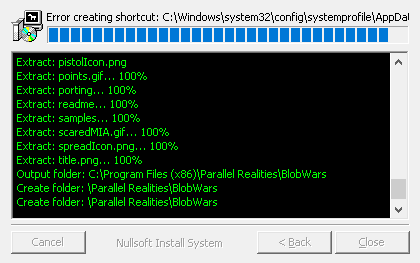 Error creating shortcut: C:\Windows\system32\config\systemprofile\AppDa
Extract: pistolIcon.png
Extract: points.gif... 100%
Extract: porting... 100%
Extract: readme... 100%
Extract: samples... 100%
Extract: scaredMIA.gif... 100%
Extract: spreadIcon.png... 100%
Extract: title.png... 100%
Output folder: C:\Program Files (x86)\Parallel Realities\BlobWars
Create folder: \Parallel Realities\BlobWars
Create folder: \Parallel Realities\BlobWars
Cancel
Nullsoft Install System
< Back
Close